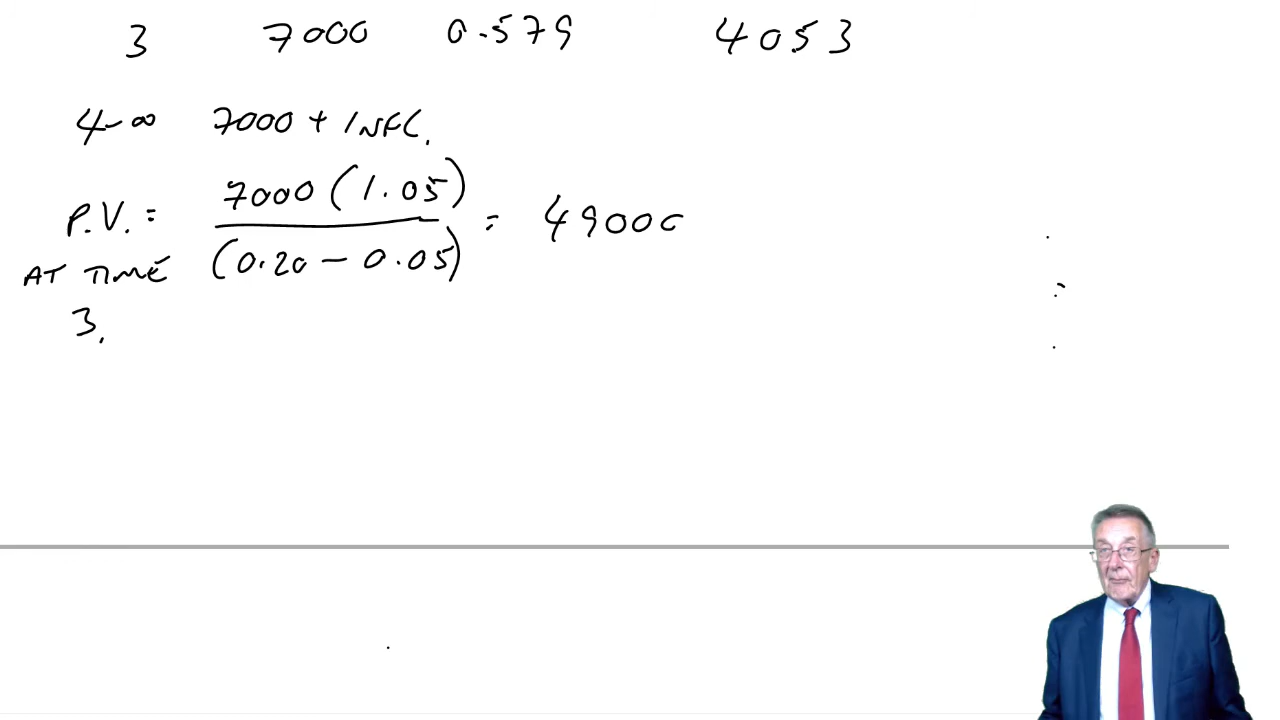 3 7000 0.579 4053
4-∞ 7000 + INFL.
P.V. = 7000 (1.05) = 49000
AT TIME (0.20 - 0.05)
3.